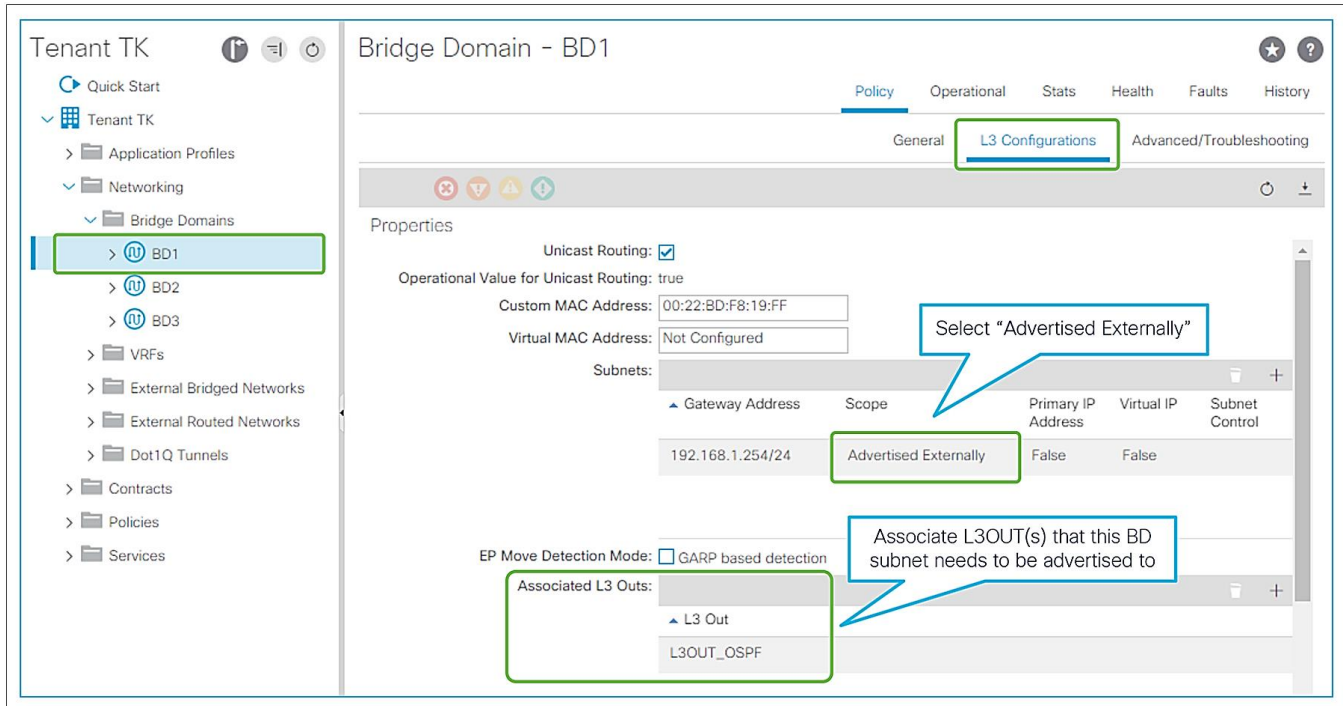 Tenant TK
Quick Start
Tenant TK
Application Profiles
Networking
Bridge Domains
BD1
BD2
BD3
VRFs
External Bridged Networks
External Routed Networks
Dot1Q Tunnels
Contracts
Policies
Services
Bridge Domain - BD1
Policy Operational Stats Health Faults History
General L3 Configurations Advanced/Troubleshooting
Properties
Unicast Routing:
Operational Value for Unicast Routing: true
Custom MAC Address: 00:22:BD:F8:19:FF
Virtual MAC Address: Not Configured
Select “Advertised Externally”
Subnets:
Gateway Address Scope Primary IP Address Virtual IP Subnet Control
192.168.1.254/24 Advertised Externally False False
Associate L3OUT(s) that this BD
subnet needs to be advertised to
EP Move Detection Mode: GARP based detection
Associated L3 Outs:
L3 Out
L3OUT_OSPF